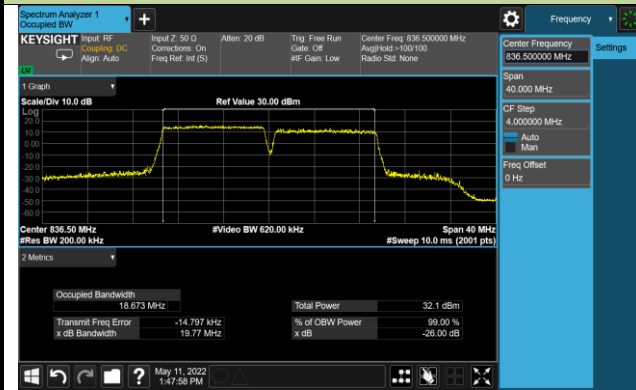 Spectrum Analyzer 1
Occupied BW
+
Frequency
KEYSIGHT
Input: RF
Coupling: DC
Align: Auto
Input Z: 50 Ω
Corrections: On
Freq Ref: Int (S)
Atten: 20 dB
Trig: Free Run
Gate: Off
#IF Gain: Low
Center Freq: 836.500000 MHz
Avg|Hold:>100/100
Radio Std: None
Center Frequency
836.500000 MHz
Settings
Span
40.000 MHz
CF Step
4.000000 MHz
Auto
Man
Freq Offset
0 Hz
1 Graph
Scale/Div 10.0 dB
Ref Value 30.00 dBm
Log
20.0
10.0
0.00
-10.0
-20.0
-30.0
-40.0
-50.0
-60.0
Center 836.50 MHz
#Video BW 620.00 kHz
Span 40 MHz
#Res BW 200.00 kHz
#Sweep 10.0 ms (2001 pts)
2 Metrics
Occupied Bandwidth
18.673 MHz
Total Power
32.1 dBm
Transmit Freq Error
-14.797 kHz
% of OBW Power
99.00 %
x dB Bandwidth
19.77 MHz
x dB
-26.00 dB
?
May 11, 2022
1:47:58 PM